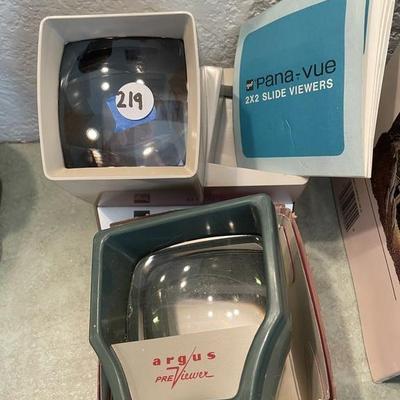 219
Pana-Vue
2X2 SLIDE VIEWERS
argus
PREViewer